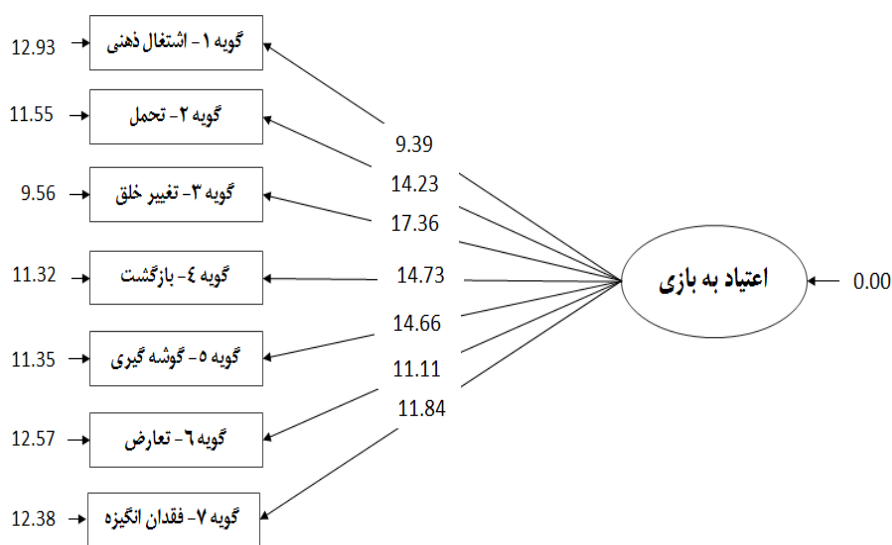 12.93
گویه ۱- اشتغال ذهنی
11.55
گویه ۲- تحمل
9.56
گویه ۳- تغییر خلق
11.32
گویه ٤- بازگشت
11.35
گویه ٥- گوشه گیری
12.57
گویه ٦- تعارض
12.38
گویه ۷- فقدان انگیزه
9.39
14.23
17.36
14.73
14.66
11.11
11.84
اعتیاد به بازی
0.00